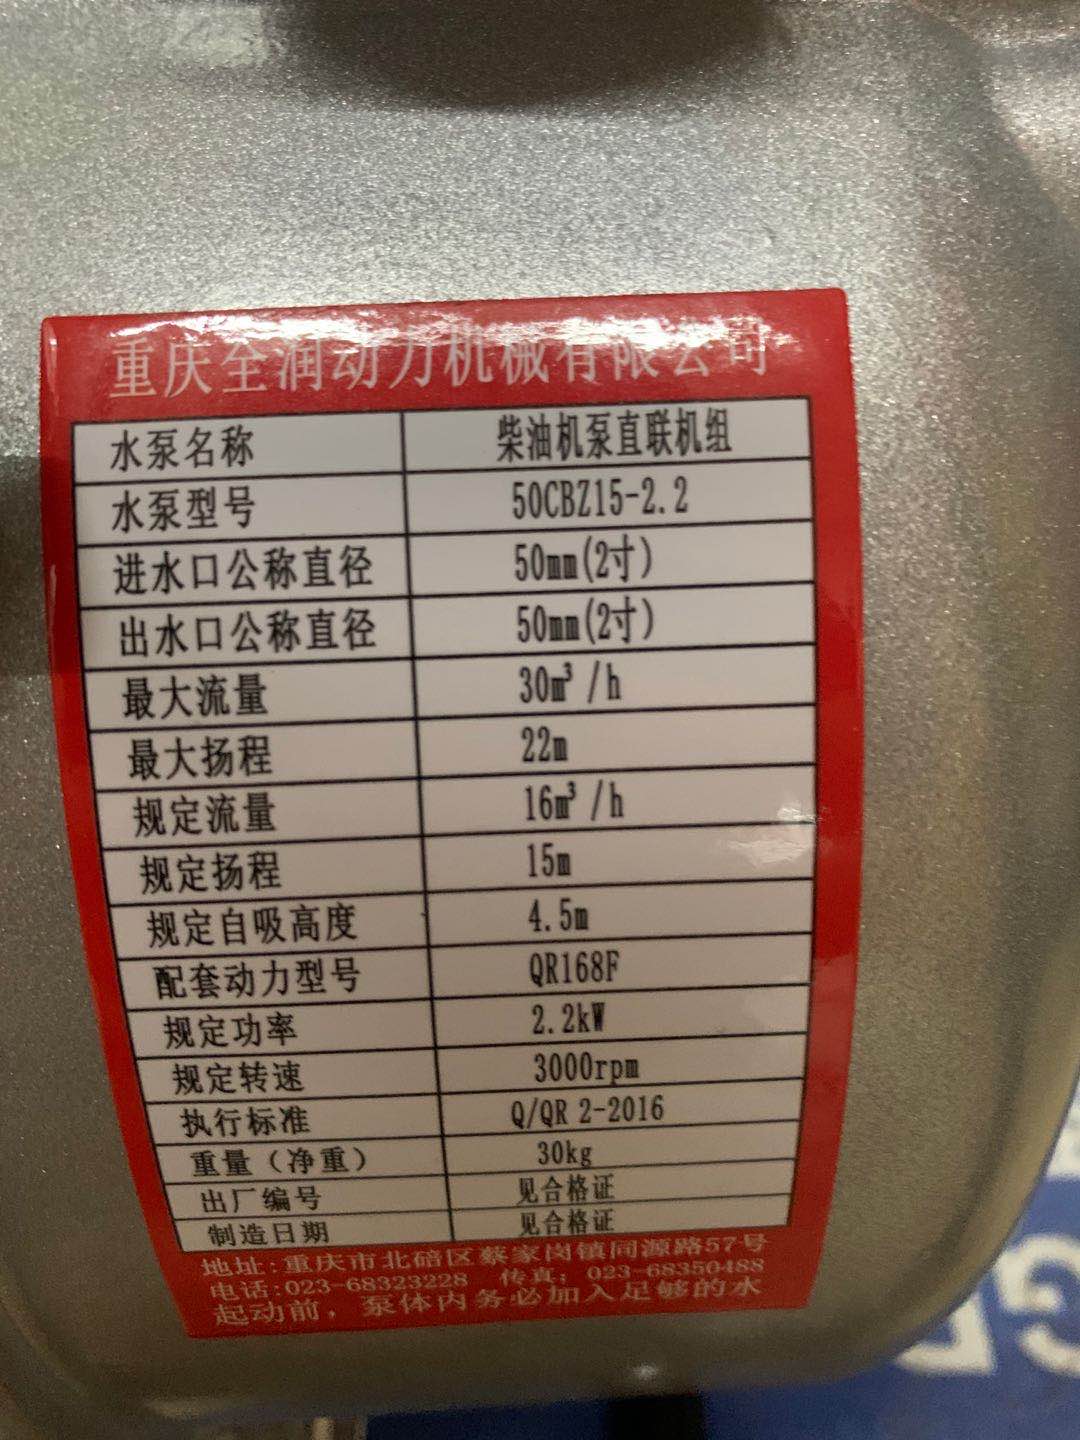 重庆全润动力机械有限公司
水泵名称 柴油机泵直联机组
水泵型号 50CBZ15-2.2
进水口公称直径 50mm(2寸)
出水口公称直径 50mm(2寸)
最大流量 30m³/h
最大扬程 22m
规定流量 16m³/h
规定扬程 15m
规定自吸高度 4.5m
配套动力型号 QR168F
规定功率 2.2kW
规定转速 3000rpm
执行标准 Q/QR 2-2016
重量（净重） 30kg
出厂编号 见合格证
制造日期 见合格证
地址:重庆市北碚区蔡家岗镇同源路57号
电话:023-68323228 传真: 023-68350488
起动前，泵体内务必加入足够的水